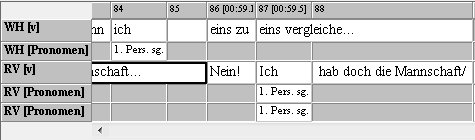 84 85 86 [00:59.] 87 [00:59.5] 88
WH [v] nn ich eins zu eins vergleiche...
WH [Pronomen] 1. Pers. sg.
RV [v] nschaft... Nein! Ich hab doch die Mannschaft/
RV [Pronomen] 1. Pers. sg.
RV [Pronomen] 1. Pers. sg.